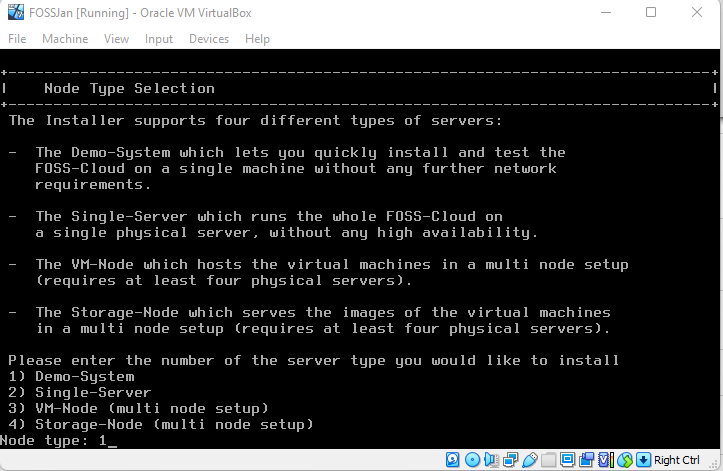 FOSSJan [Running] - Oracle VM VirtualBox
File Machine View Input Devices Help
+------------------------------------------------------------------------------+
|    Node Type Selection                                                       |
+------------------------------------------------------------------------------+
The Installer supports four different types of servers:
-  The Demo-System which lets you quickly install and test the
FOSS-Cloud on a single machine without any further network
requirements.
-  The Single-Server which runs the whole FOSS-Cloud on
a single physical server, without any high availability.
-  The VM-Node which hosts the virtual machines in a multi node setup
(requires at least four physical servers).
-  The Storage-Node which serves the images of the virtual machines
in a multi node setup (requires at least four physical servers).
Please enter the number of the server type you would like to install
1) Demo-System
2) Single-Server
3) VM-Node (multi node setup)
4) Storage-Node (multi node setup)
Node type: 1_
Right Ctrl